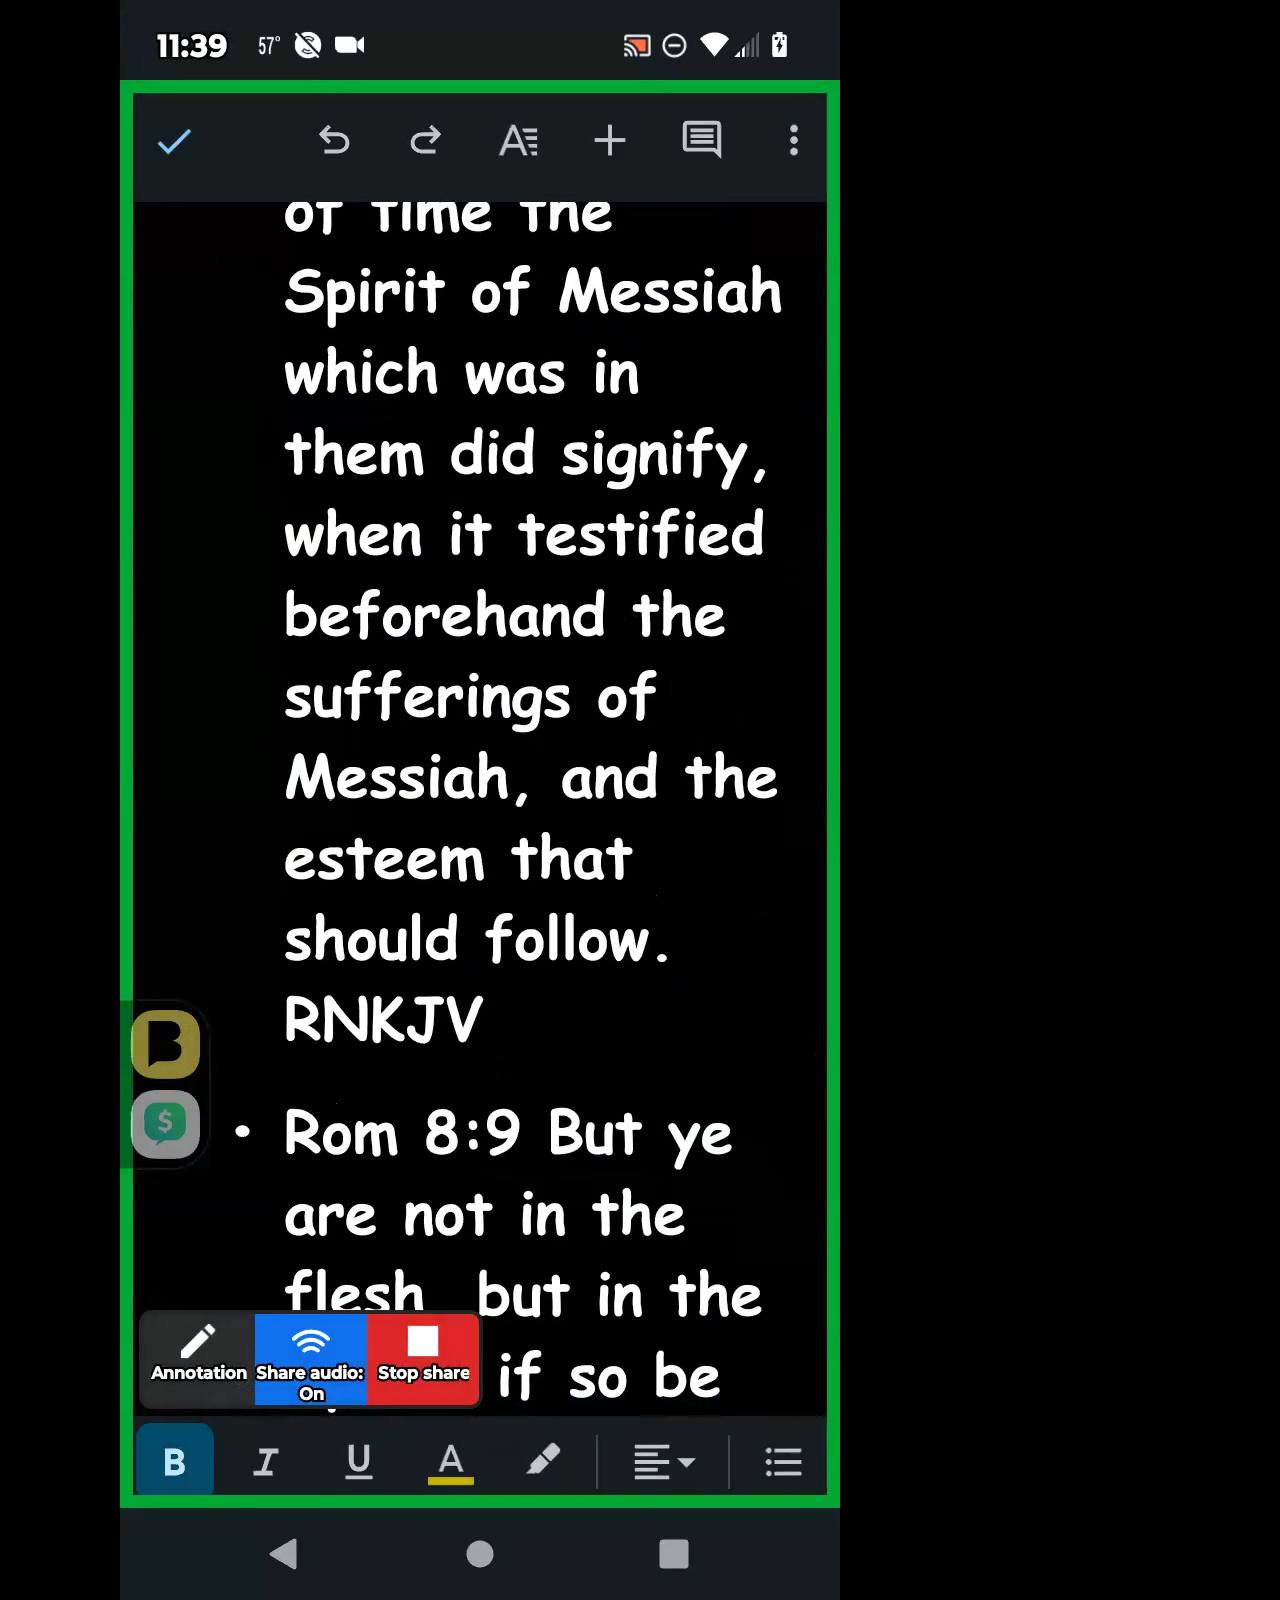 11:39 57°
of time the
Spirit of Messiah
which was in
them did signify,
when it testified
beforehand the
sufferings of
Messiah, and the
esteem that
should follow.
RNKJV
• Rom 8:9 But ye
are not in the
flesh but in the
if so be
Annotation
Share audio:
On
Stop share
B I U A